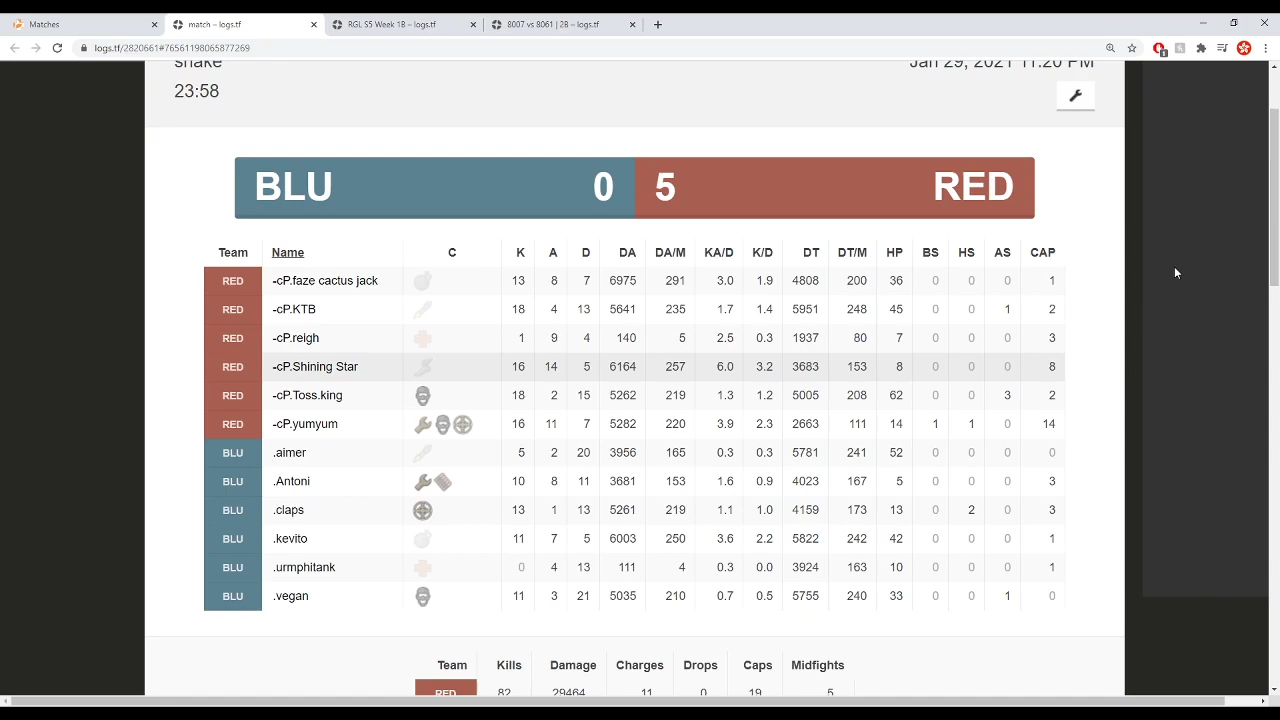 Matches
match – logs.tf
RGL S5 Week 1B – logs.tf
8007 vs 8061 | 2B – logs.tf
logs.tf/2820661#76561198065877269
1
snake
Jan 29, 2021 11:20 PM
23:58
BLU 0 5 RED
Team Name C K A D DA DA/M KA/D K/D DT DT/M HP BS HS AS CAP
RED -cP.faze cactus jack 13 8 7 6975 291 3.0 1.9 4808 200 36 0 0 0 1
RED -cP.KTB 18 4 13 5641 235 1.7 1.4 5951 248 45 0 0 1 2
RED -cP.reigh 1 9 4 140 5 2.5 0.3 1937 80 7 0 0 0 3
RED -cP.Shining Star 16 14 5 6164 257 6.0 3.2 3683 153 8 0 0 0 8
RED -cP.Toss.king 18 2 15 5262 219 1.3 1.2 5005 208 62 0 0 3 2
RED -cP.yumyum 16 11 7 5282 220 3.9 2.3 2663 111 14 1 1 0 14
BLU .aimer 5 2 20 3956 165 0.3 0.3 5781 241 52 0 0 0 0
BLU .Antoni 10 8 11 3681 153 1.6 0.9 4023 167 5 0 0 0 3
BLU .claps 13 1 13 5261 219 1.1 1.0 4159 173 13 0 2 0 3
BLU .kevito 11 7 5 6003 250 3.6 2.2 5822 242 42 0 0 0 1
BLU .urmphitank 0 4 13 111 4 0.3 0.0 3924 163 10 0 0 0 1
BLU .vegan 11 3 21 5035 210 0.7 0.5 5755 240 33 0 0 1 0
Team Kills Damage Charges Drops Caps Midfights
RED 82 29464 11 0 19 5